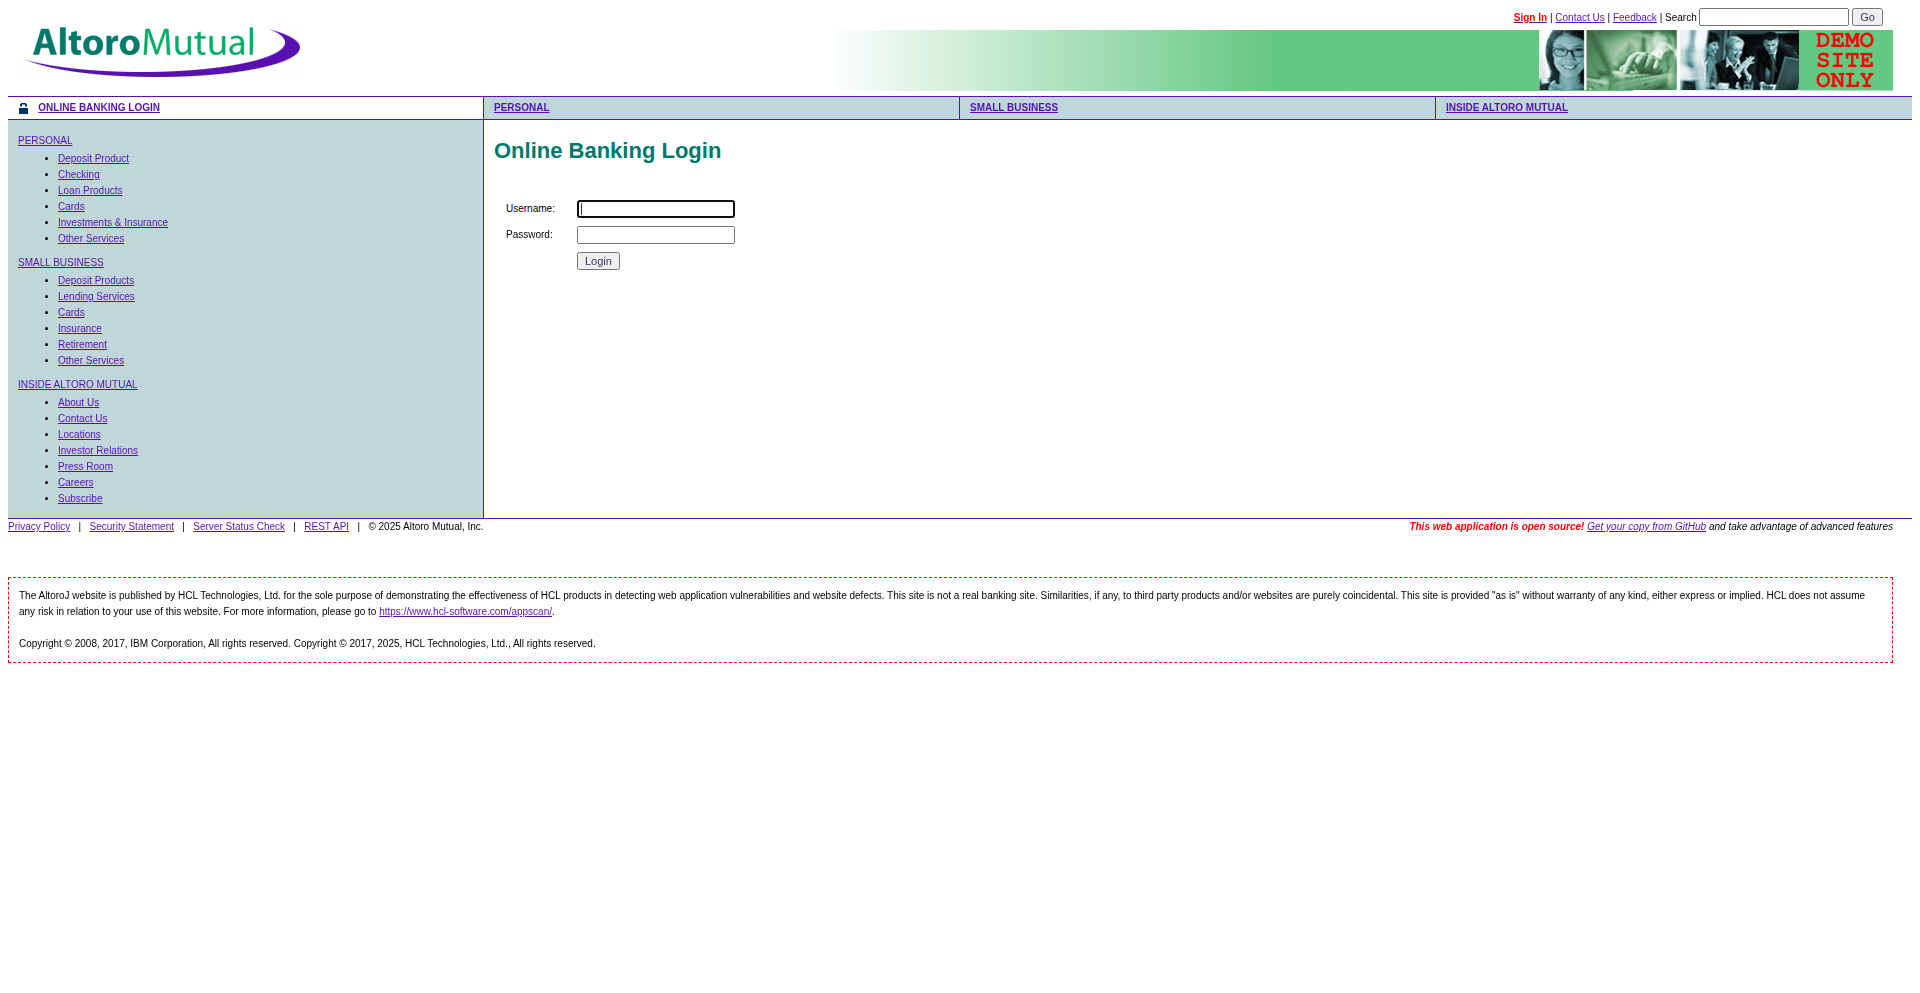 Sign In | Contact Us | Feedback | Search Go
AltoroMutual
DEMO
SITE
ONLY
ONLINE BANKING LOGIN PERSONAL SMALL BUSINESS INSIDE ALTORO MUTUAL
PERSONAL
Deposit Product
Checking
Loan Products
Cards
Investments & Insurance
Other Services
SMALL BUSINESS
Deposit Products
Lending Services
Cards
Insurance
Retirement
Other Services
INSIDE ALTORO MUTUAL
About Us
Contact Us
Locations
Investor Relations
Press Room
Careers
Subscribe
Online Banking Login
Username:
Password:
Login
Privacy Policy | Security Statement | Server Status Check | REST API | © 2025 Altoro Mutual, Inc.
This web application is open source! Get your copy from GitHub and take advantage of advanced features
The AltoroJ website is published by HCL Technologies, Ltd. for the sole purpose of demonstrating the effectiveness of HCL products in detecting web application vulnerabilities and website defects. This site is not a real banking site. Similarities, if any, to third party products and/or websites are purely coincidental. This site is provided "as is" without warranty of any kind, either express or implied. HCL does not assume
any risk in relation to your use of this website. For more information, please go to https://www.hcl-software.com/appscan/.
Copyright © 2008, 2017, IBM Corporation, All rights reserved. Copyright © 2017, 2025, HCL Technologies, Ltd., All rights reserved.